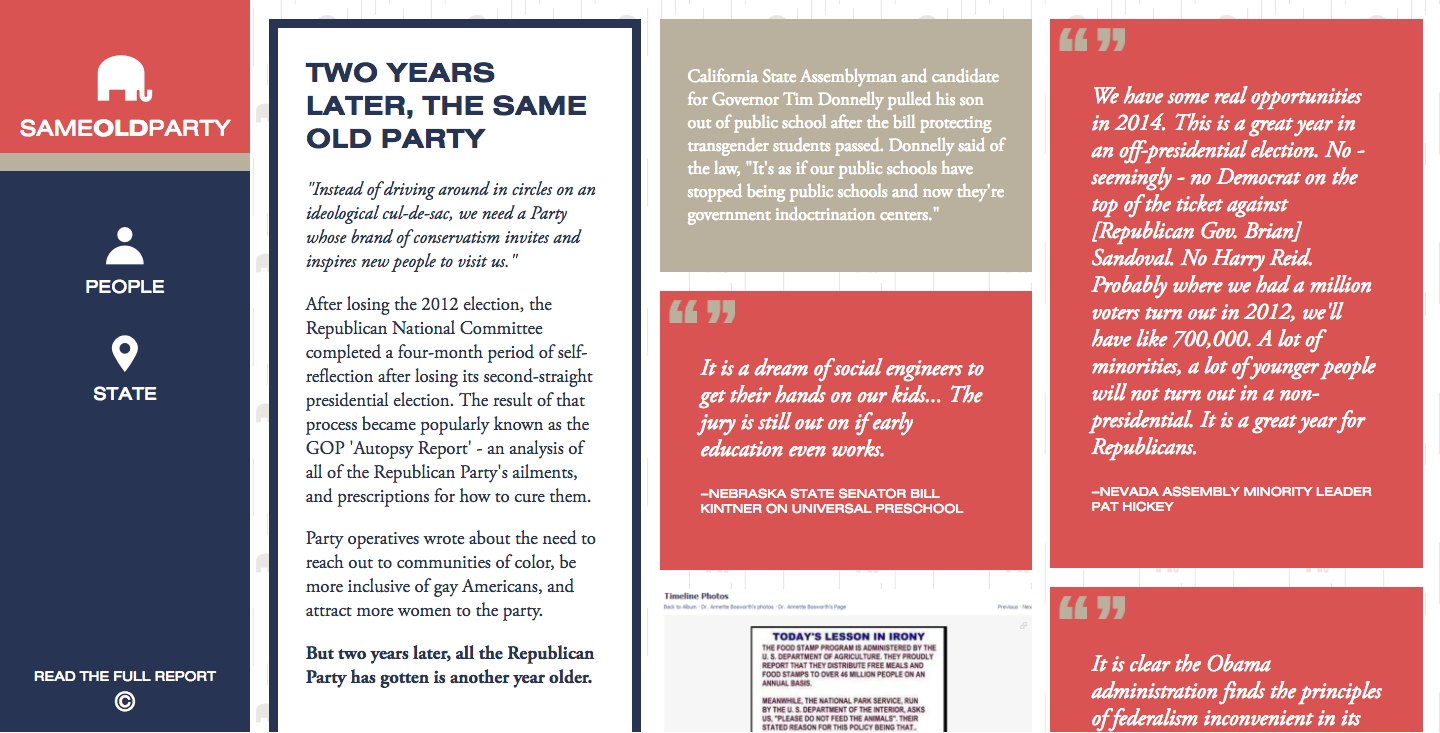 SAMEOLDPARTY
PEOPLE
STATE
READ THE FULL REPORT
©
TWO YEARS
LATER, THE SAME
OLD PARTY
"Instead of driving around in circles on an
ideological cul-de-sac, we need a Party
whose brand of conservatism invites and
inspires new people to visit us."
After losing the 2012 election, the
Republican National Committee
completed a four-month period of self-
reflection after losing its second-straight
presidential election. The result of that
process became popularly known as the
GOP 'Autopsy Report' - an analysis of
all of the Republican Party's ailments,
and prescriptions for how to cure them.
Party operatives wrote about the need to
reach out to communities of color, be
more inclusive of gay Americans, and
attract more women to the party.
But two years later, all the Republican
Party has gotten is another year older.
California State Assemblyman and candidate
for Governor Tim Donnelly pulled his son
out of public school after the bill protecting
transgender students passed. Donnelly said of
the law, "It's as if our public schools have
stopped being public schools and now they're
government indoctrination centers."
“ ”
It is a dream of social engineers to
get their hands on our kids... The
jury is still out on if early
education even works.
–NEBRASKA STATE SENATOR BILL
KINTNER ON UNIVERSAL PRESCHOOL
Timeline Photos
Back to Album · Dr. Annette Bosworth's photos · Dr. Annette Bosworth's Page
Previous · Nex
TODAY'S LESSON IN IRONY
THE FOOD STAMP PROGRAM IS ADMINISTERED BY THE
U. S. DEPARTMENT OF AGRICULTURE. THEY PROUDLY
REPORT THAT THEY DISTRIBUTE FREE MEALS AND
FOOD STAMPS TO OVER 46 MILLION PEOPLE ON AN
ANNUAL BASIS.
MEANWHILE, THE NATIONAL PARK SERVICE, RUN
BY THE U. S. DEPARTMENT OF THE INTERIOR, ASKS
US, "PLEASE DO NOT FEED THE ANIMALS". THEIR
STATED REASON FOR THIS POLICY BEING THAT..
“ ”
We have some real opportunities
in 2014. This is a great year in
an off-presidential election. No -
seemingly - no Democrat on the
top of the ticket against
[Republican Gov. Brian]
Sandoval. No Harry Reid.
Probably where we had a million
voters turn out in 2012, we'll
have like 700,000. A lot of
minorities, a lot of younger people
will not turn out in a non-
presidential. It is a great year for
Republicans.
–NEVADA ASSEMBLY MINORITY LEADER
PAT HICKEY
“ ”
It is clear the Obama
administration finds the principles
of federalism inconvenient in its